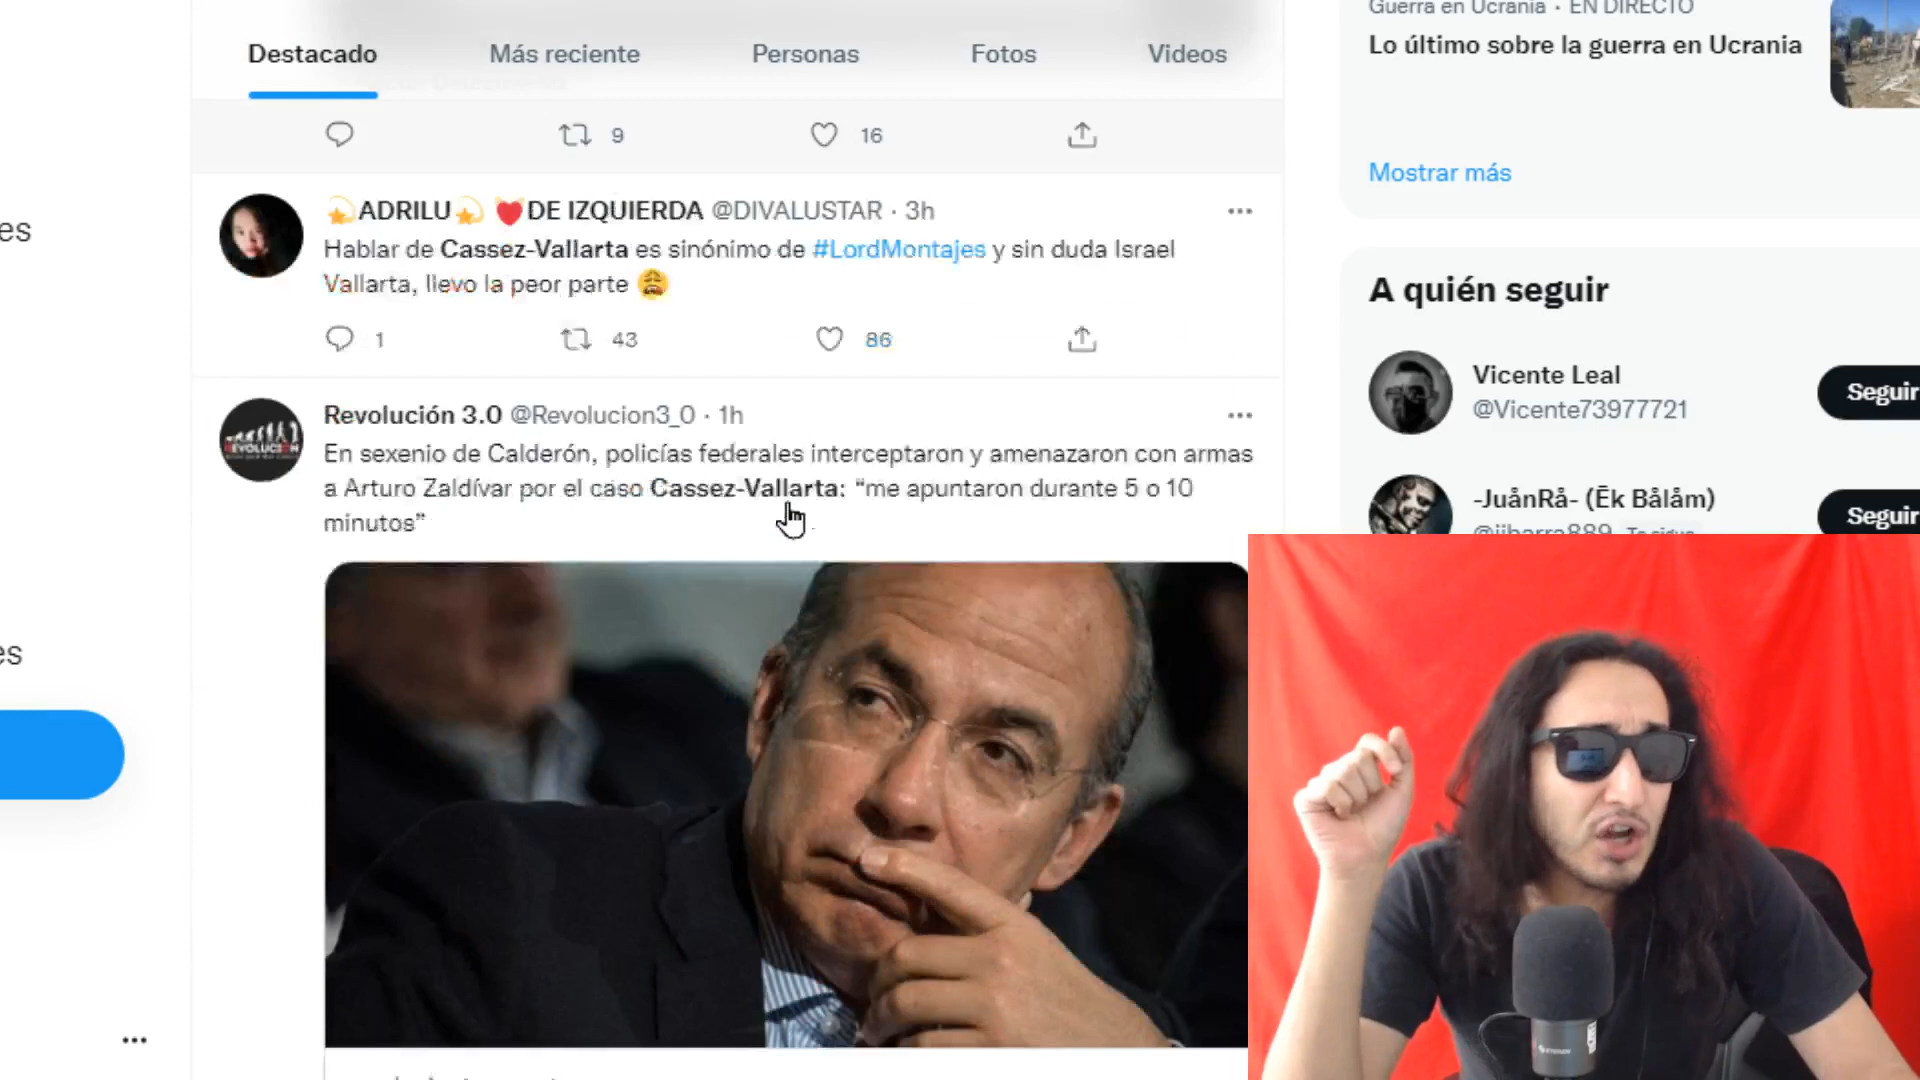 Destacado
Más reciente
Personas
Fotos
Videos
9
16
ADRILU DE IZQUIERDA @DIVALUSTAR · 3h
Hablar de Cassez-Vallarta es sinónimo de #LordMontajes y sin duda Israel
Vallarta, llevo la peor parte
1
43
86
Revolución 3.0 @Revolucion3_0 · 1h
En sexenio de Calderón, policías federales interceptaron y amenazaron con armas
a Arturo Zaldívar por el caso Cassez-Vallarta: “me apuntaron durante 5 o 10
minutos”
es
es
Guerra en Ucrania · EN DIRECTO
Lo último sobre la guerra en Ucrania
Mostrar más
A quién seguir
Vicente Leal
@Vicente73977721
Seguir
-JuånRå- (Ēk Bålåm)
Seguir